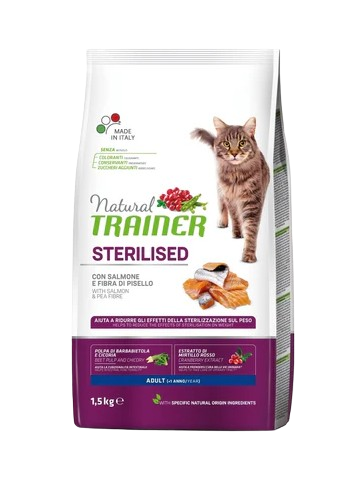 MADE
IN ITALY
SENZA
COLORANTI
CONSERVANTI
ZUCCHERI AGGIUNTI
Natural
TRAINER
STERILISED
CON SALMONE
E FIBRA DI PISELLO
WITH SALMON
& PEA FIBRE
AIUTA A RIDURRE GLI EFFETTI DELLA STERILIZZAZIONE SUL PESO
HELPS TO REDUCE THE EFFECTS OF STERILISATION ON WEIGHT
POLPA DI BARBABIETOLA
E CICORIA
BEET PULP AND CHICORY
ESTRATTO DI
MIRTILLO ROSSO
CRANBERRY EXTRACT
ADULT (>1 ANNO/YEAR)
1,5kg e
WITH SPECIFIC NATURAL ORIGIN INGREDIENTS